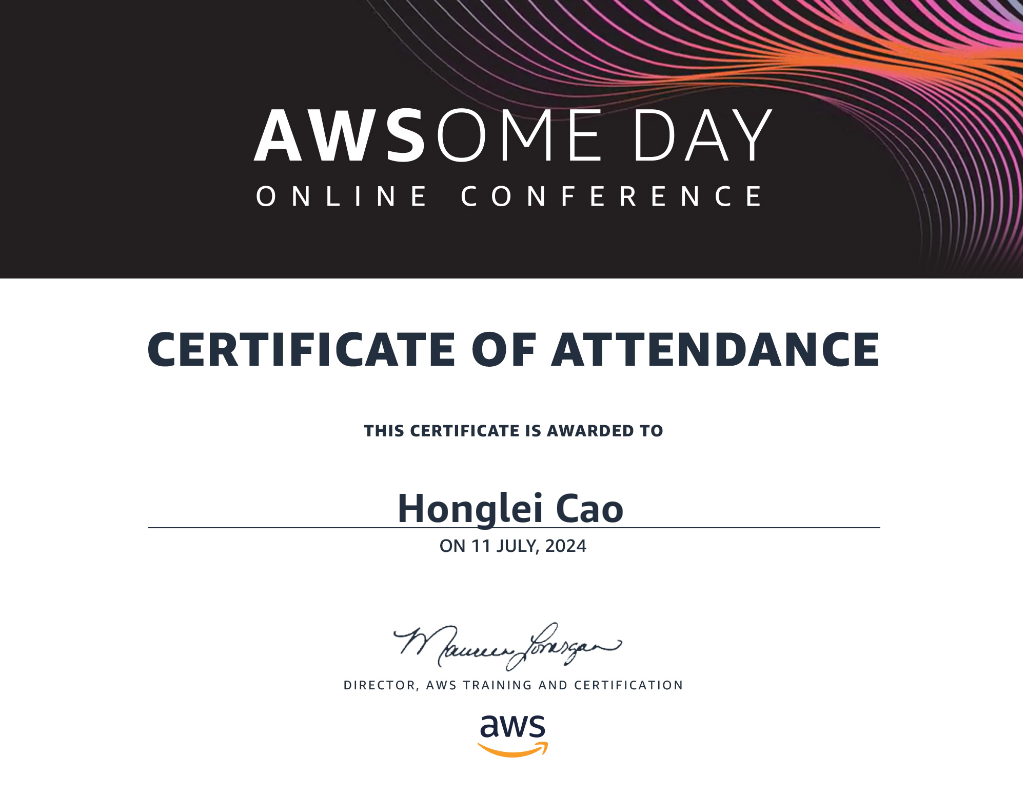 AWSOME DAY
ONLINE CONFERENCE
CERTIFICATE OF ATTENDANCE
THIS CERTIFICATE IS AWARDED TO
Honglei Cao
ON 11 JULY, 2024
Maureen Lonergan
DIRECTOR, AWS TRAINING AND CERTIFICATION
aws